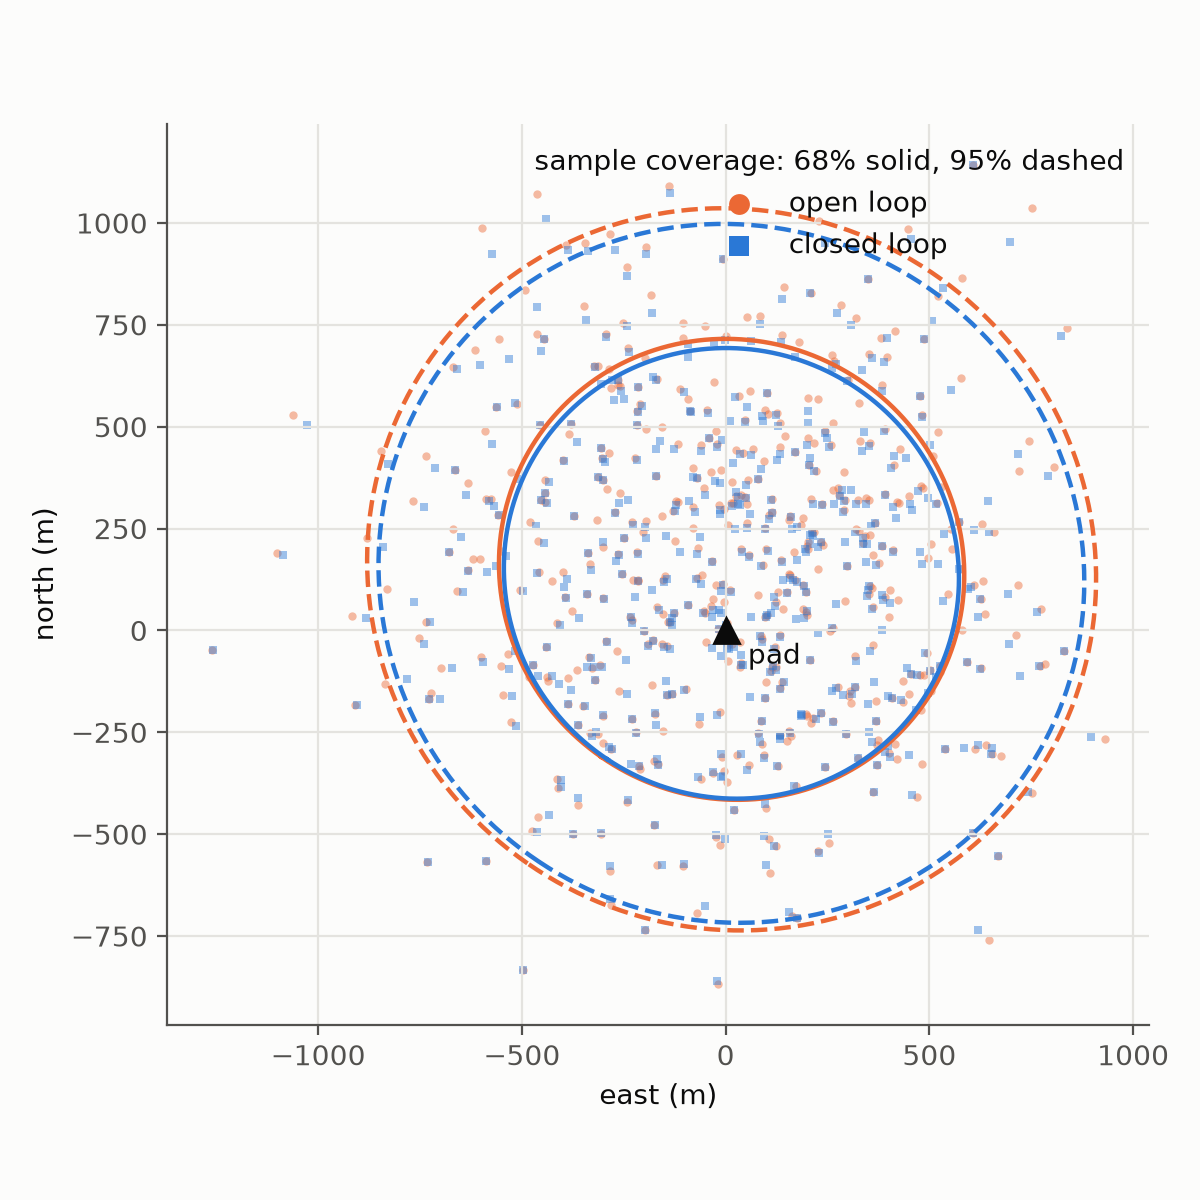 sample coverage: 68% solid, 95% dashed
open loop
closed loop
1000
750
500
250
0
−250
−500
−750
north (m)
pad
−1000
−500
0
500
1000
east (m)